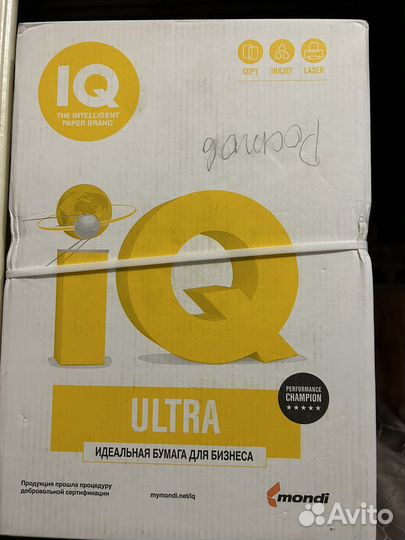 IQ
THE INTELLIGENT
PAPER BRAND
COPY INKJET LASER
Ростов
iQ
PERFORMANCE
CHAMPION
ULTRA
ИДЕАЛЬНАЯ БУМАГА ДЛЯ БИЗНЕСА
Продукция прошла процедуру
добровольной сертификации
mymondi.net/iq
mondi
Avito